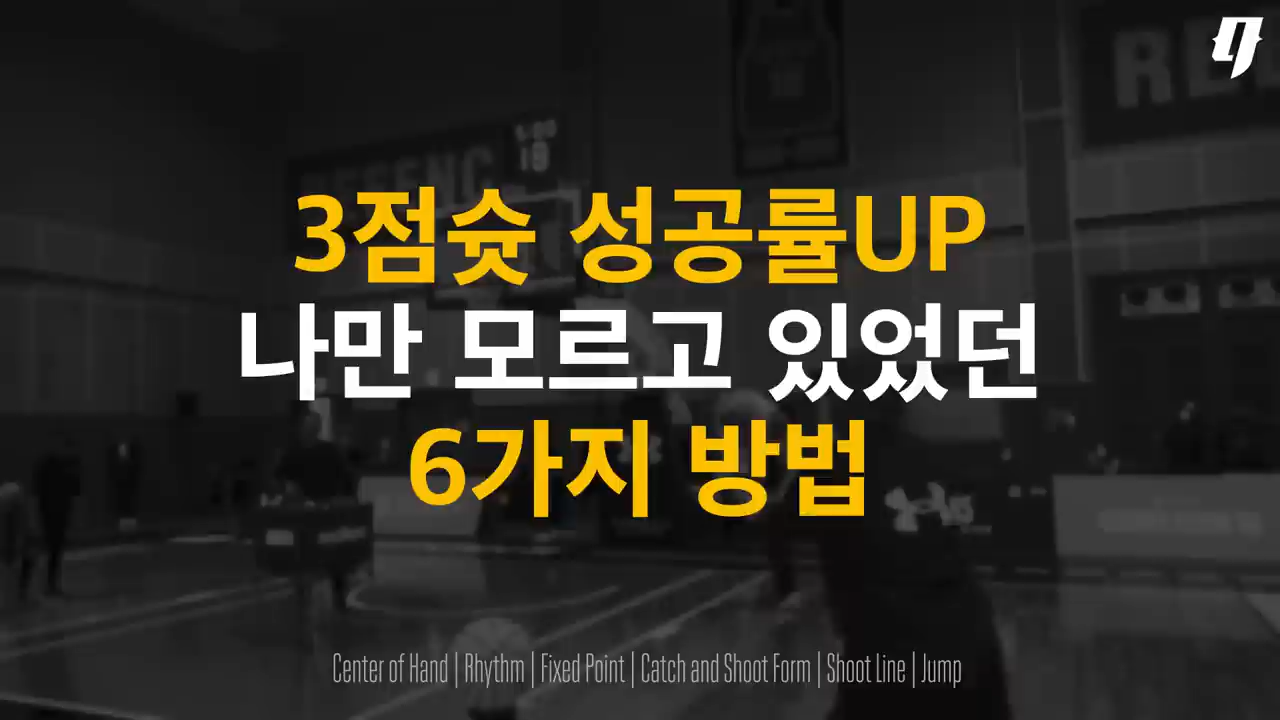 3점슛 성공률UP
나만 모르고 있었던
6가지 방법
Center of Hand | Rhythm | Fixed Point | Catch and Shoot Form | Shoot Line | Jump